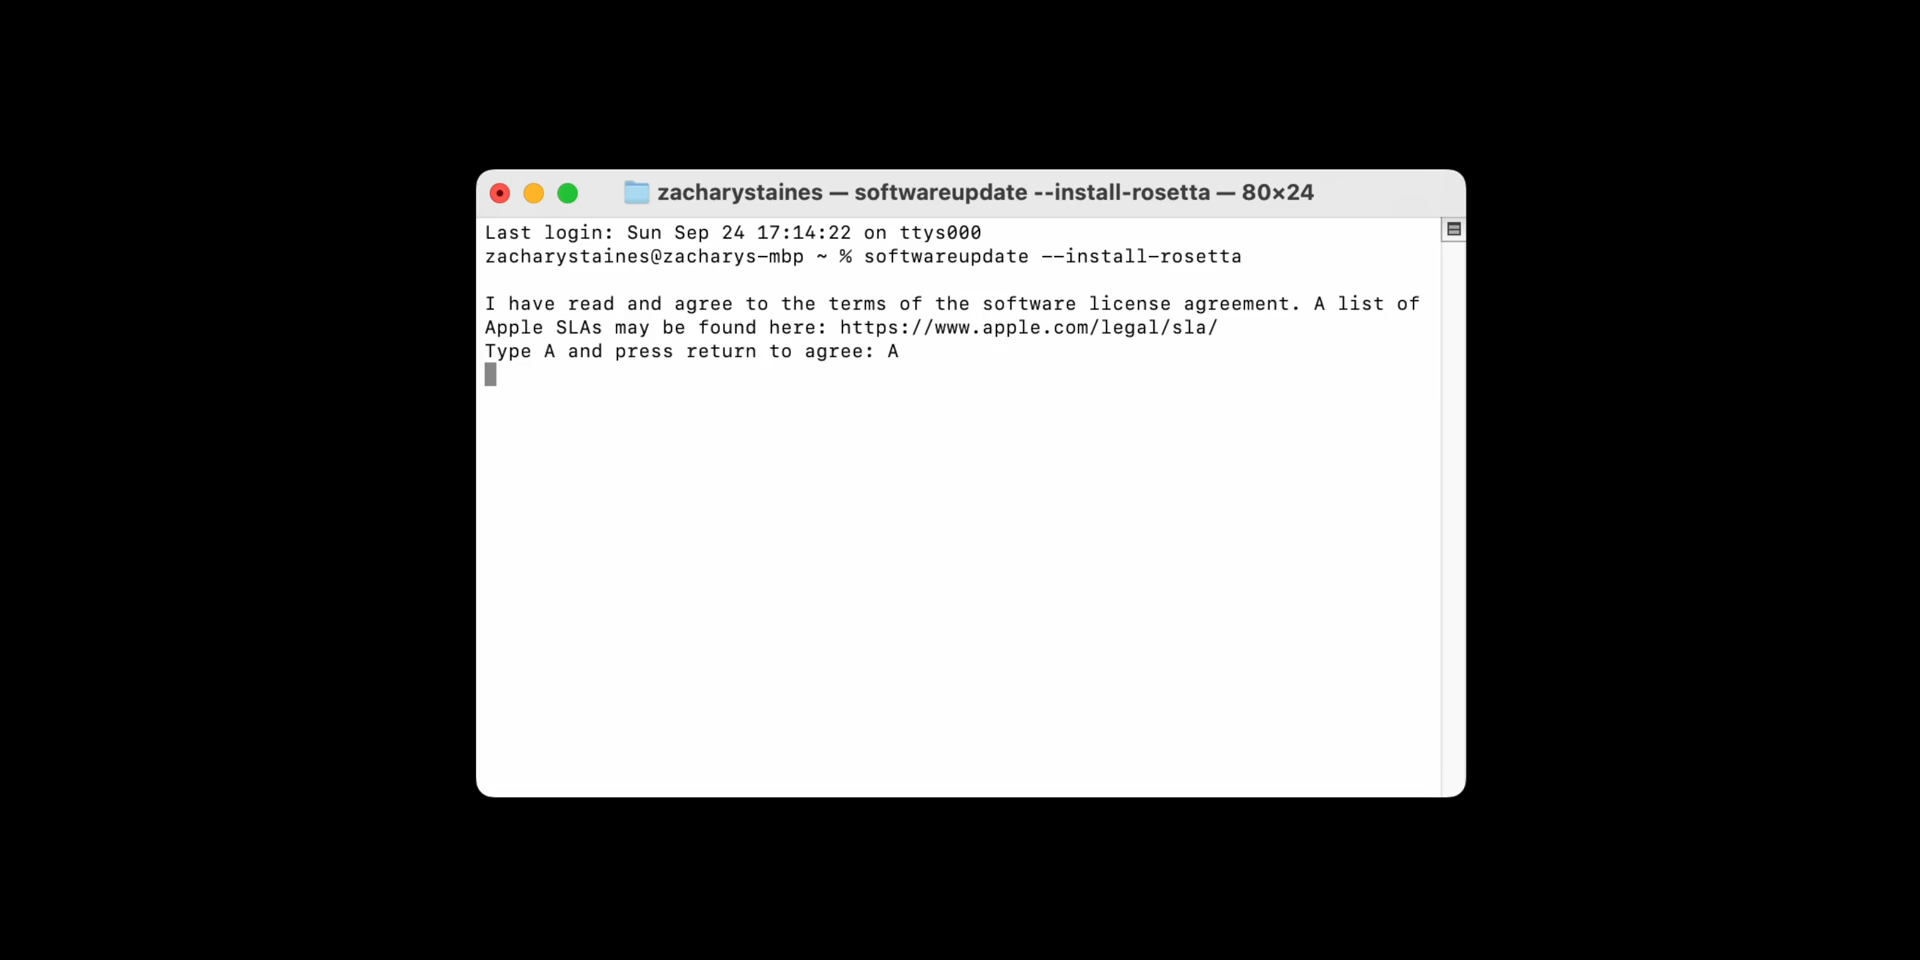 zacharystaines — softwareupdate --install-rosetta — 80×24
Last login: Sun Sep 24 17:14:22 on ttys000
zacharystaines@zacharys-mbp ~ % softwareupdate --install-rosetta
I have read and agree to the terms of the software license agreement. A list of
Apple SLAs may be found here: https://www.apple.com/legal/sla/
Type A and press return to agree: A